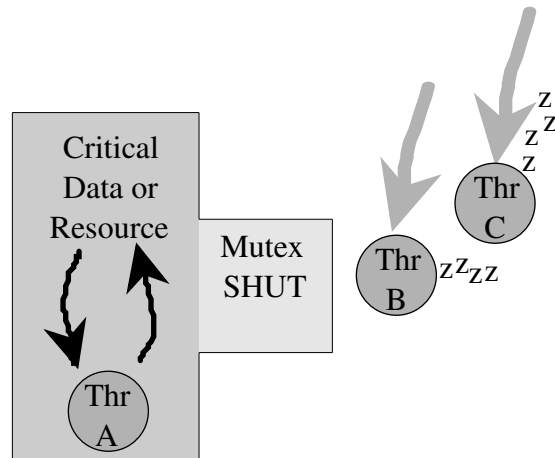 Critical
Data or
Resource
Mutex
SHUT
Thr
A
Thr
B
zzzz
Thr
C
z
z
z
z